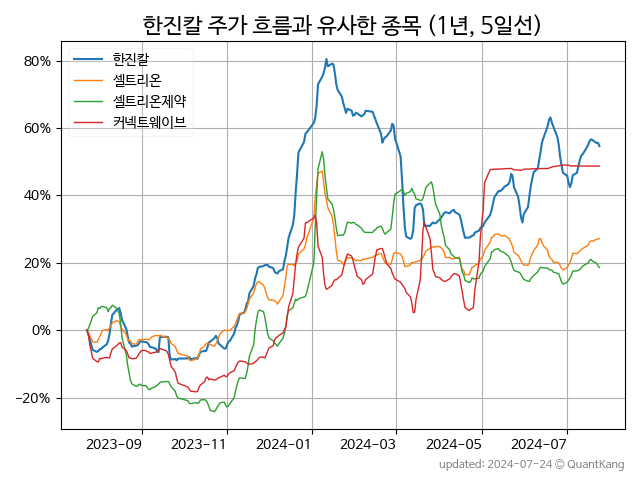 한진칼 주가 흐름과 유사한 종목 (1년, 5일선)
한진칼
셀트리온
셀트리온제약
커넥트웨이브
80%
60%
40%
20%
0%
−20%
2023-09 2023-11 2024-01 2024-03 2024-05 2024-07
updated: 2024-07-24 © QuantKang